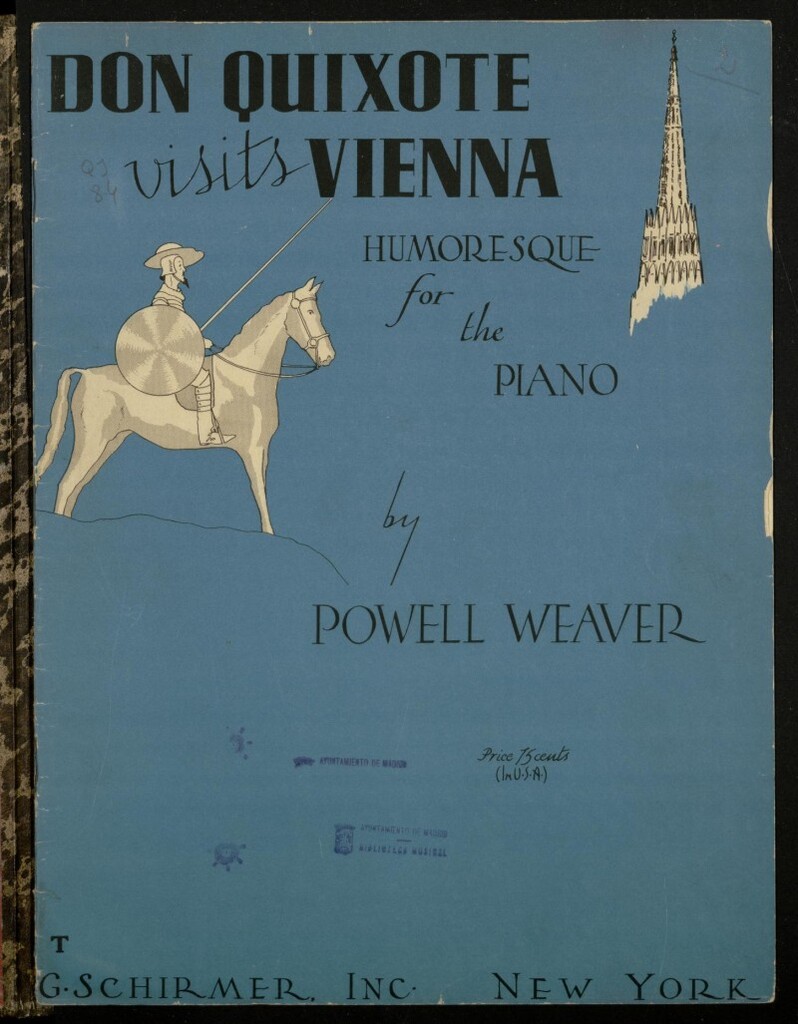 DON QUIXOTE
visits VIENNA
HUMORESQUE
for
the
PIANO
by
POWELL WEAVER
Price 75 cents
(In U.S.A.)
AYUNTAMIENTO DE MADRID
AYUNTAMIENTO DE MADRID
BIBLIOTECA MUSICAL
T
G. SCHIRMER, INC. NEW YORK